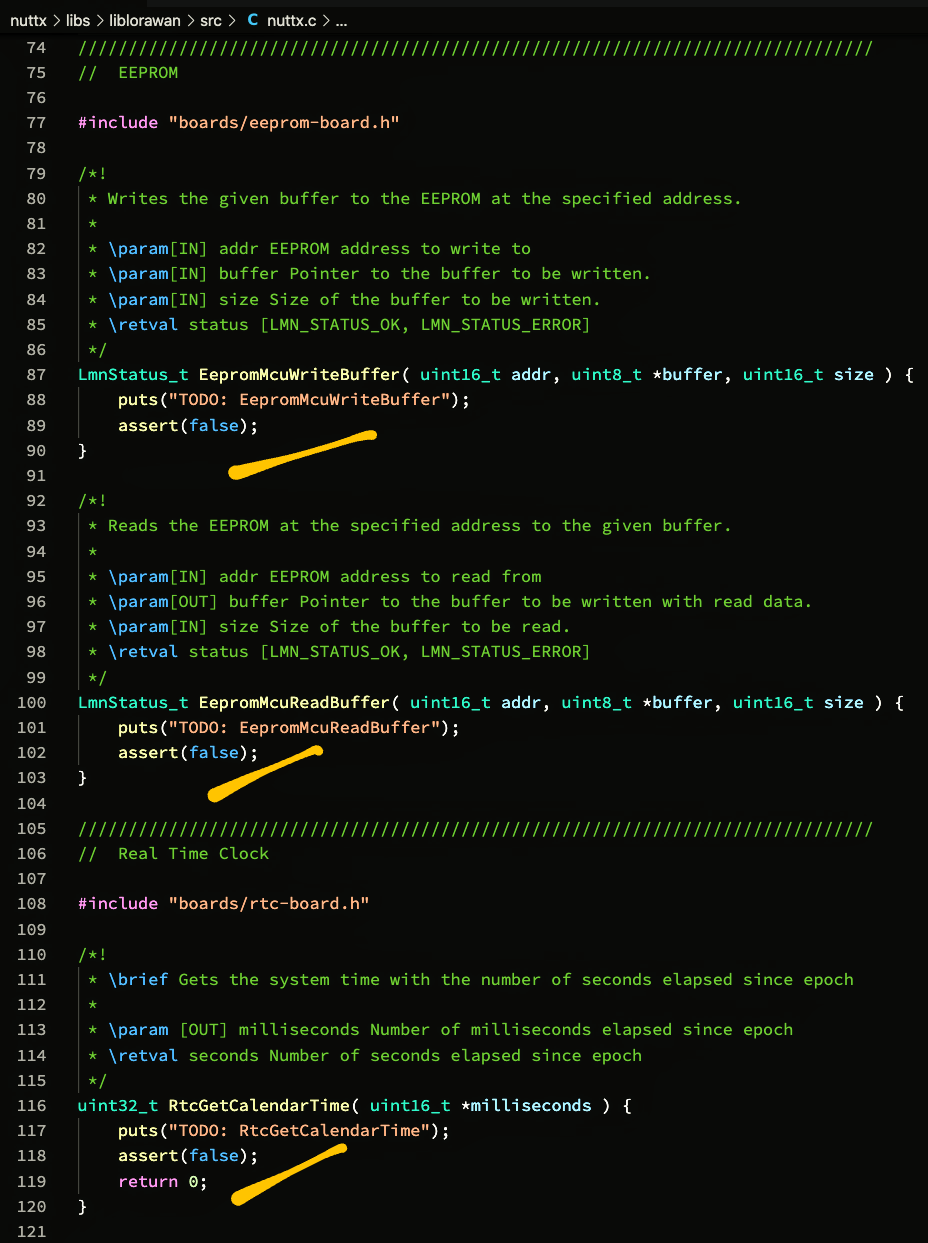 nuttx > libs > liblorawan > src > C nuttx.c > ...
74 ///////////////////////////////////////////////////////////////////////////////
75 //  EEPROM
76
77 #include "boards/eeprom-board.h"
78
79 /*!
80  * Writes the given buffer to the EEPROM at the specified address.
81  *
82  * \param[IN] addr EEPROM address to write to
83  * \param[IN] buffer Pointer to the buffer to be written.
84  * \param[IN] size Size of the buffer to be written.
85  * \retval status [LMN_STATUS_OK, LMN_STATUS_ERROR]
86  */
87 LmnStatus_t EepromMcuWriteBuffer( uint16_t addr, uint8_t *buffer, uint16_t size ) {
88     puts("TODO: EepromMcuWriteBuffer");
89     assert(false);
90 }
91
92 /*!
93  * Reads the EEPROM at the specified address to the given buffer.
94  *
95  * \param[IN] addr EEPROM address to read from
96  * \param[OUT] buffer Pointer to the buffer to be written with read data.
97  * \param[IN] size Size of the buffer to be read.
98  * \retval status [LMN_STATUS_OK, LMN_STATUS_ERROR]
99  */
100 LmnStatus_t EepromMcuReadBuffer( uint16_t addr, uint8_t *buffer, uint16_t size ) {
101     puts("TODO: EepromMcuReadBuffer");
102     assert(false);
103 }
104
105 ///////////////////////////////////////////////////////////////////////////////
106 //  Real Time Clock
107
108 #include "boards/rtc-board.h"
109
110 /*!
111  * \brief Gets the system time with the number of seconds elapsed since epoch
112  *
113  * \param [OUT] milliseconds Number of milliseconds elapsed since epoch
114  * \retval seconds Number of seconds elapsed since epoch
115  */
116 uint32_t RtcGetCalendarTime( uint16_t *milliseconds ) {
117     puts("TODO: RtcGetCalendarTime");
118     assert(false);
119     return 0;
120 }
121